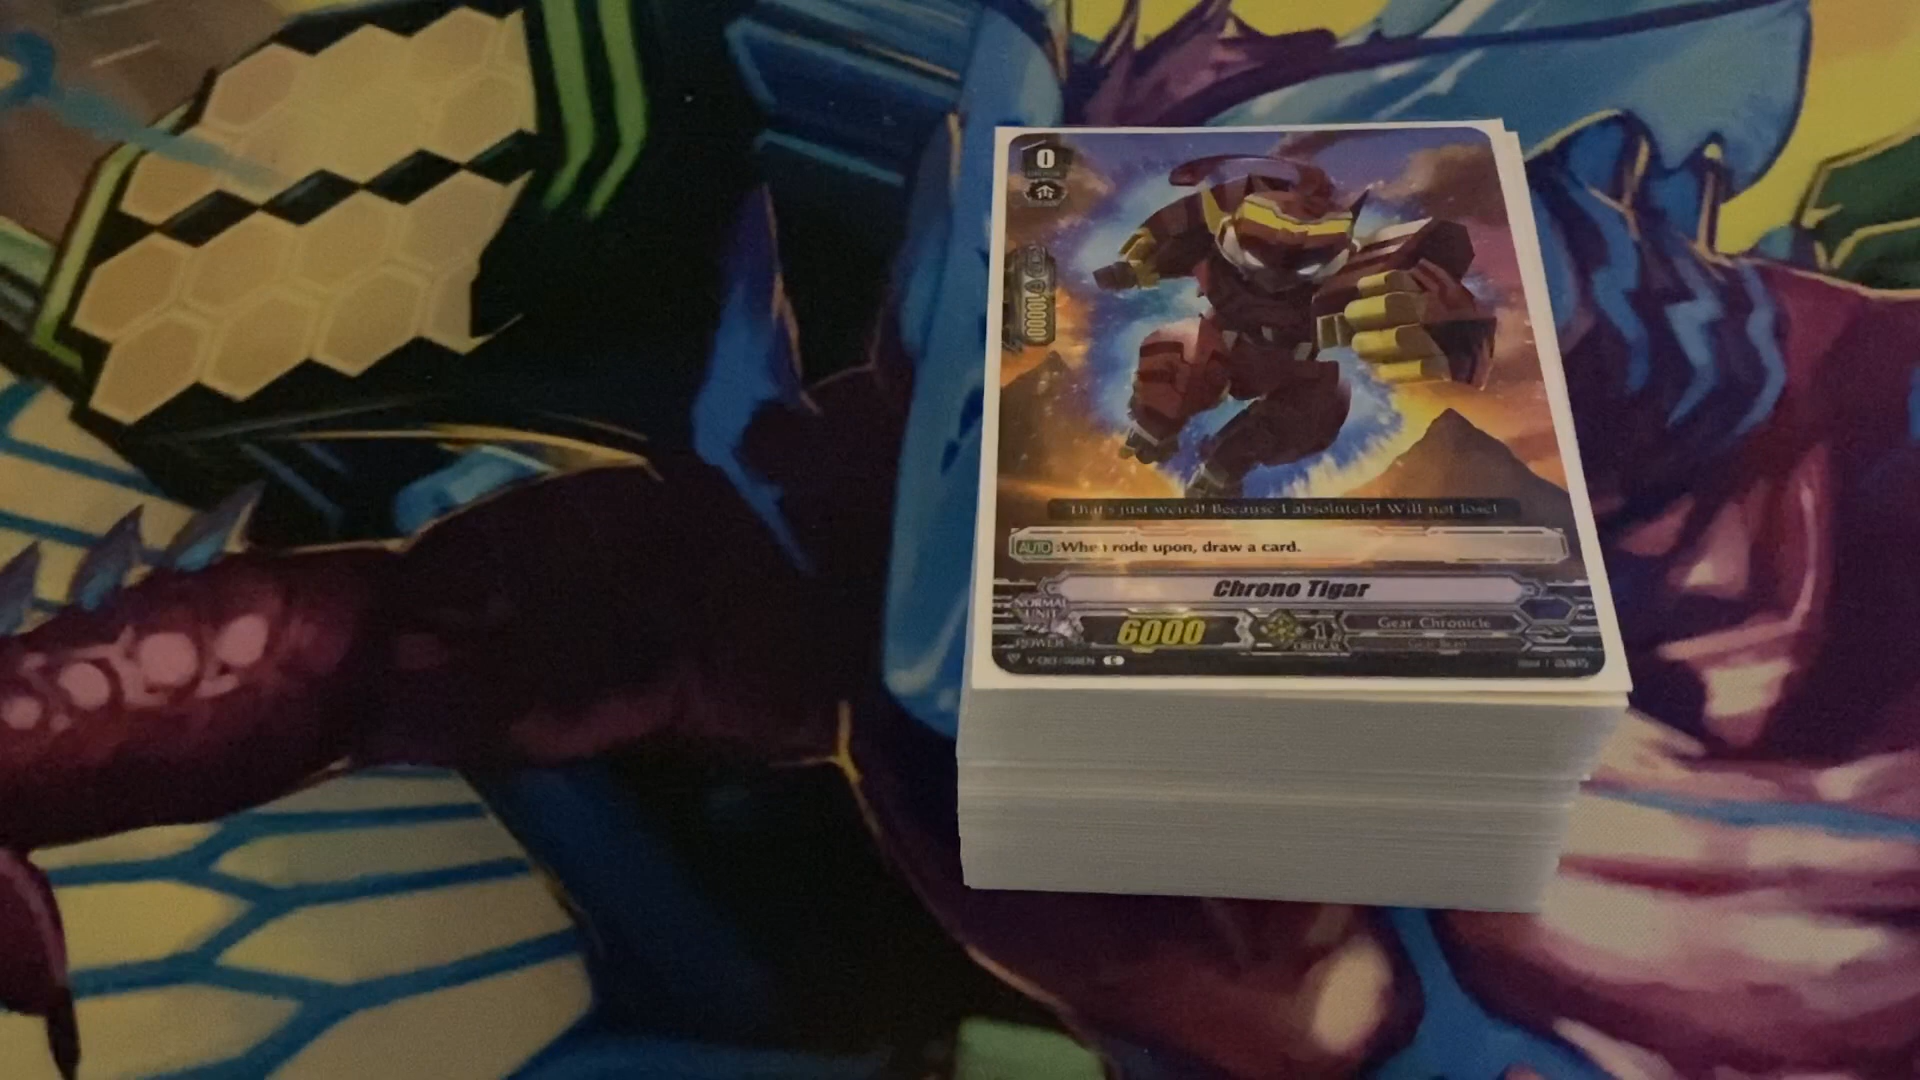 0
10000
That's just weird! Because I absolutely! Will not lose!
AUTO :When rode upon, draw a card.
Chrono Tigar
NORMAL
UNIT
POWER 6000 1 CRITICAL
Gear Chronicle